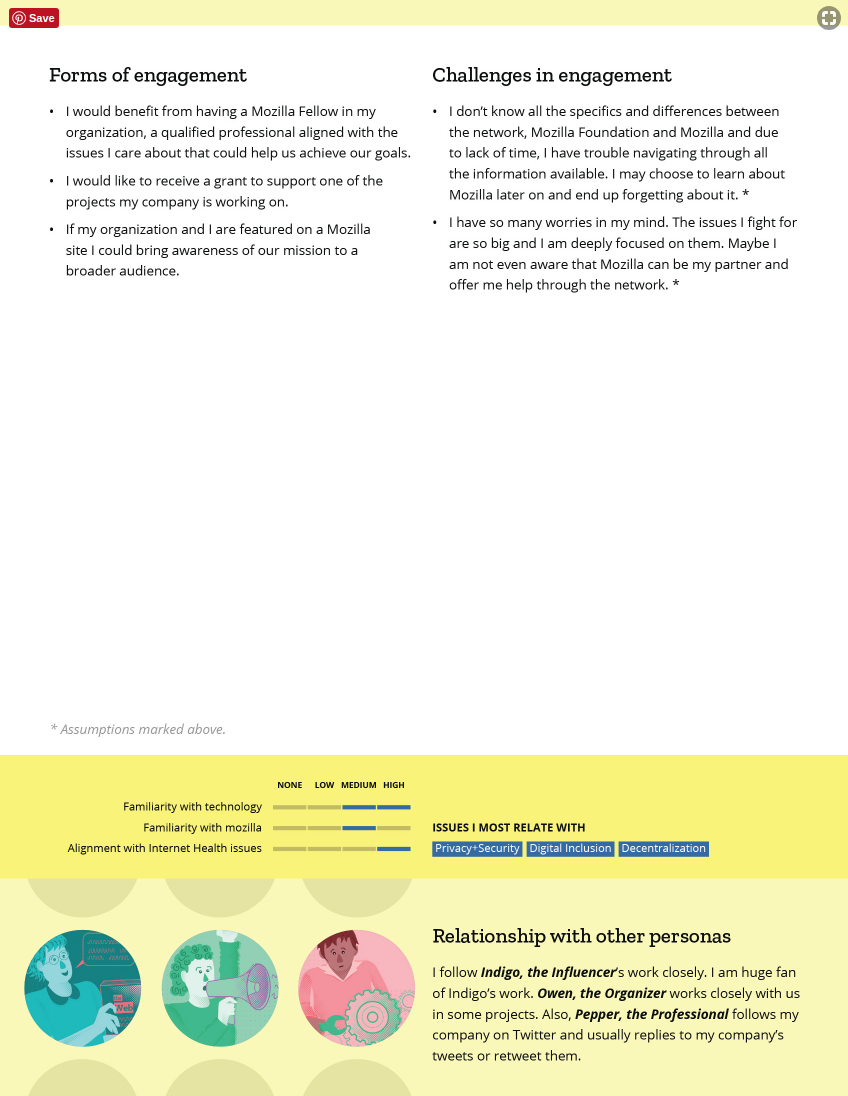 Save
Forms of engagement
• I would benefit from having a Mozilla Fellow in my
organization, a qualified professional aligned with the
issues I care about that could help us achieve our goals.
• I would like to receive a grant to support one of the
projects my company is working on.
• If my organization and I are featured on a Mozilla
site I could bring awareness of our mission to a
broader audience.
Challenges in engagement
• I don’t know all the specifics and differences between
the network, Mozilla Foundation and Mozilla and due
to lack of time, I have trouble navigating through all
the information available. I may choose to learn about
Mozilla later on and end up forgetting about it. *
• I have so many worries in my mind. The issues I fight for
are so big and I am deeply focused on them. Maybe I
am not even aware that Mozilla can be my partner and
offer me help through the network. *
* Assumptions marked above.
NONE LOW MEDIUM HIGH
Familiarity with technology
Familiarity with mozilla
Alignment with Internet Health issues
ISSUES I MOST RELATE WITH
Privacy+Security Digital Inclusion Decentralization
the
Web
Relationship with other personas
I follow Indigo, the Influencer’s work closely. I am huge fan
of Indigo’s work. Owen, the Organizer works closely with us
in some projects. Also, Pepper, the Professional follows my
company on Twitter and usually replies to my company’s
tweets or retweet them.